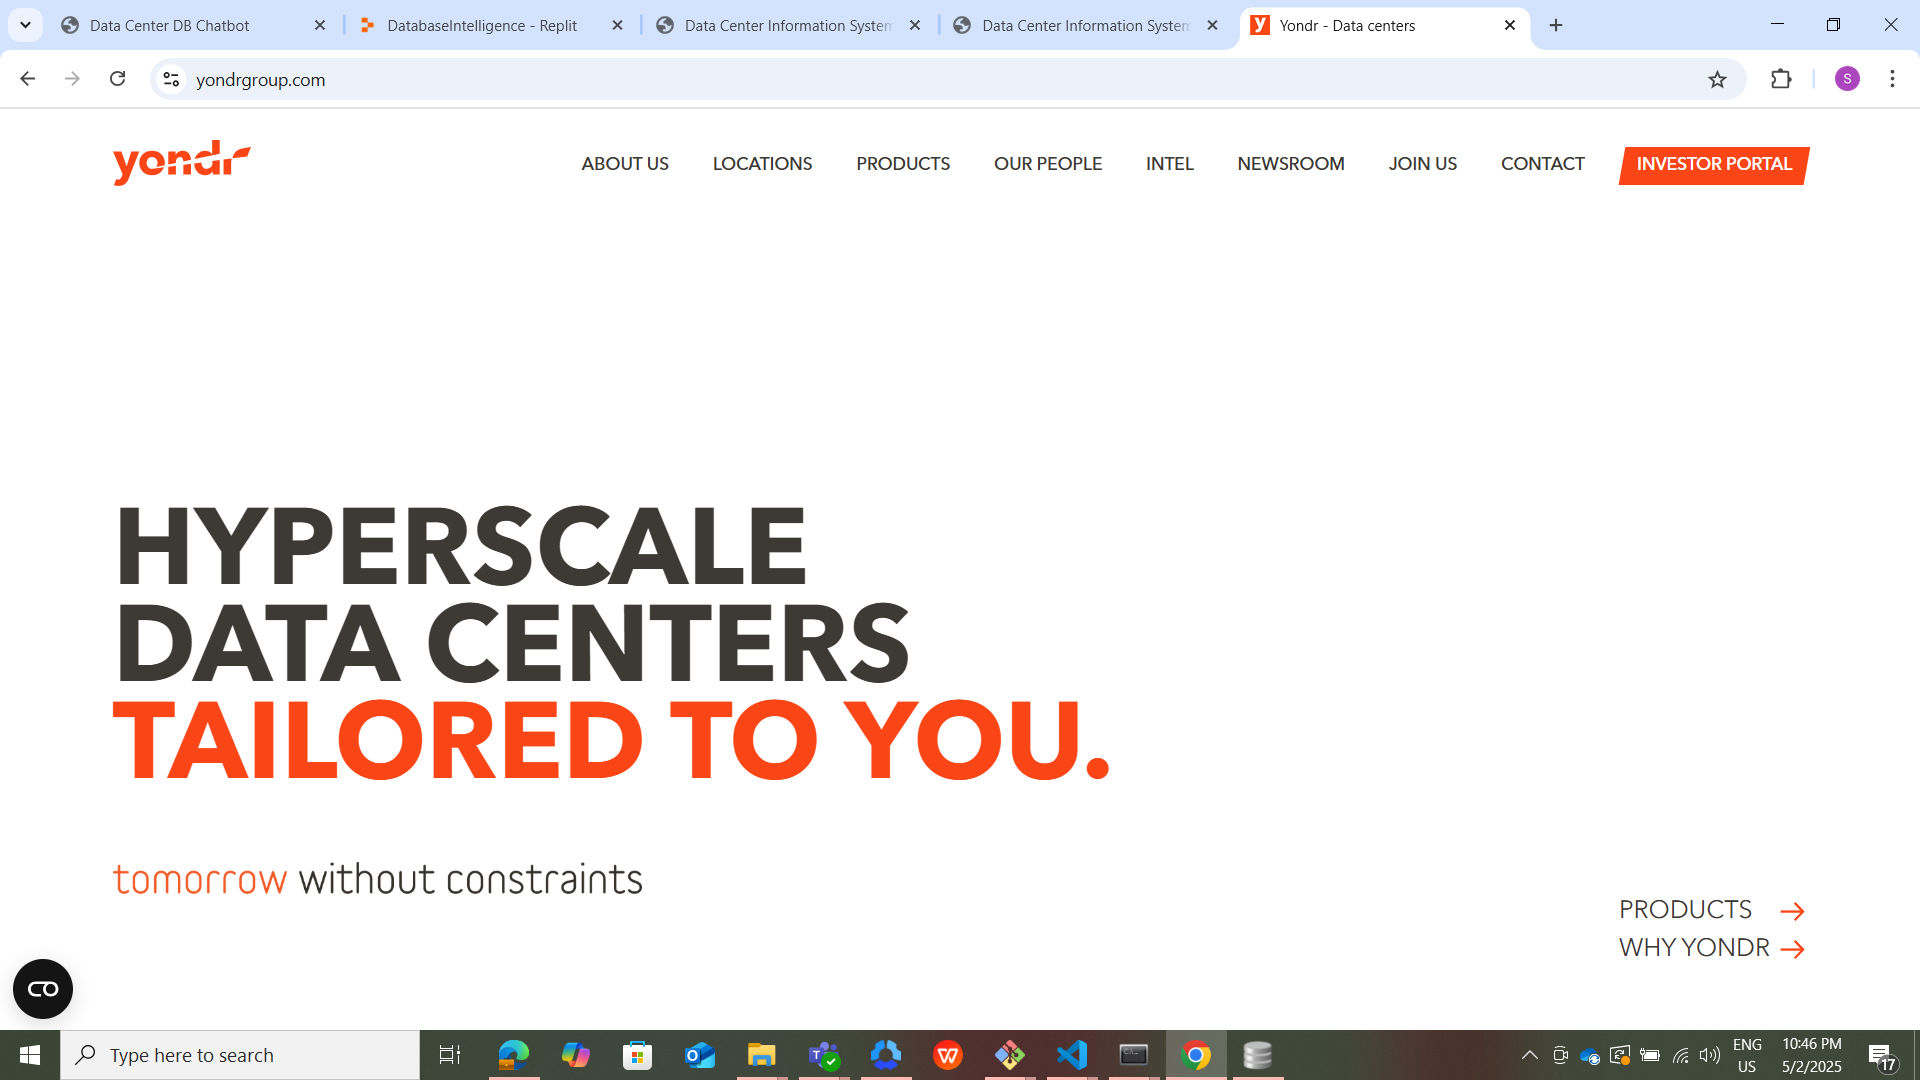 Data Center DB Chatbot
DatabaseIntelligence - Replit
Data Center Information System
Data Center Information System
Yondr - Data centers
yondrgroup.com
S
yondr
ABOUT US
LOCATIONS
PRODUCTS
OUR PEOPLE
INTEL
NEWSROOM
JOIN US
CONTACT
INVESTOR PORTAL
HYPERSCALE
DATA CENTERS
TAILORED TO YOU.
tomorrow without constraints
PRODUCTS
WHY YONDR
Type here to search
ENG
US
10:46 PM
5/2/2025
17